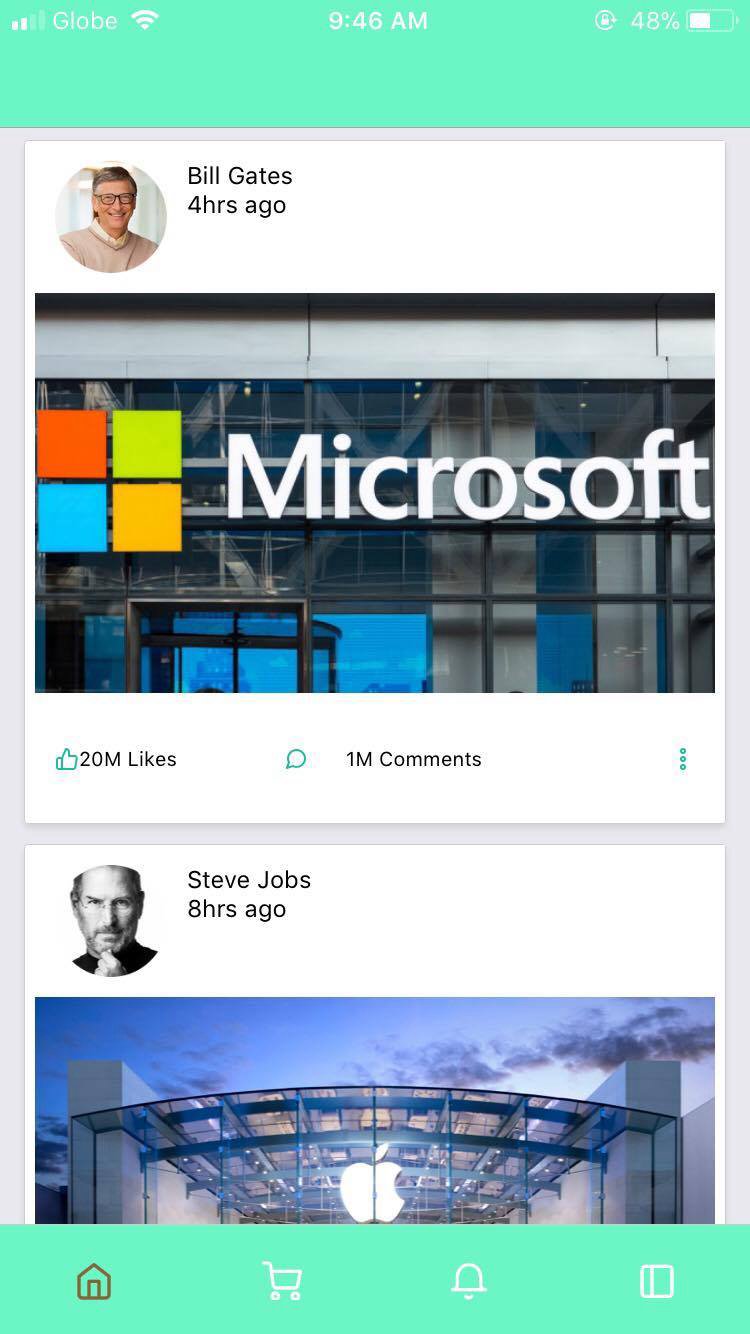 Globe 9:46 AM 48%
Bill Gates
4hrs ago
Microsoft
20M Likes 1M Comments
Steve Jobs
8hrs ago